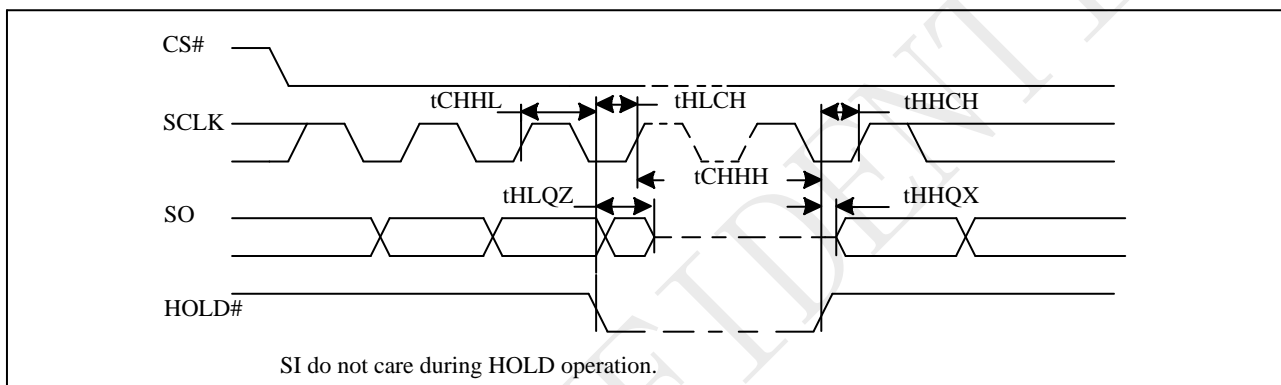 CS#
tCHHL
tHLCH
tHHCH
SCLK
tCHHH
tHLQZ
tHHQX
SO
HOLD#
SI do not care during HOLD operation.